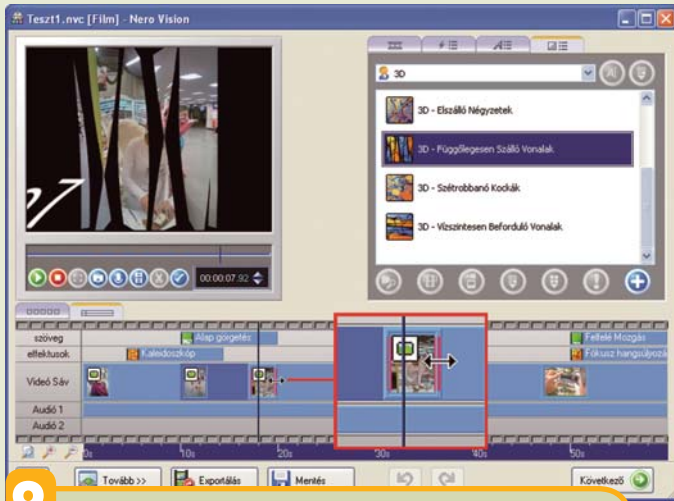 Teszt1.nvc [Film] - Nero Vision
3D
3D - Elszálló Négyzetek
3D - Függőlegesen Szálló Vonalak
3D - Szétrobbanó Kockák
3D - Vízszintesen Beforduló Vonalak
00:00:07.92
szöveg
Alap görgetés
Felfelé Mozgás
effektusok
Kaleidoszkóp
Fókusz hangsúlyozá
Videó Sáv
Audió 1
Audió 2
0s 10s 20s 30s 40s 50s
Tovább >> Exportálás Mentés Következő
9